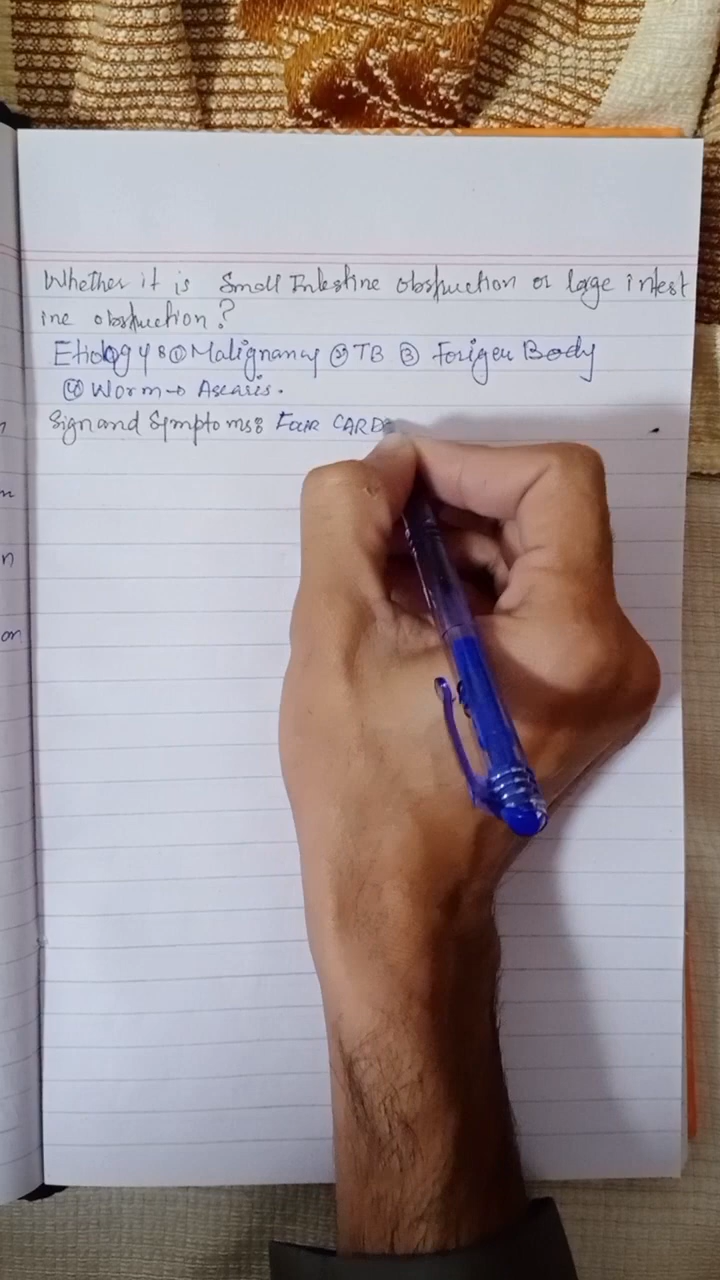 Whether it is Small Intestine obstruction or large intest
ine obstruction?
Etiology: ① Malignancy ② TB ③ Forigen Body
④ Worm → Ascaris.
Sign and Symptoms: Four CARD